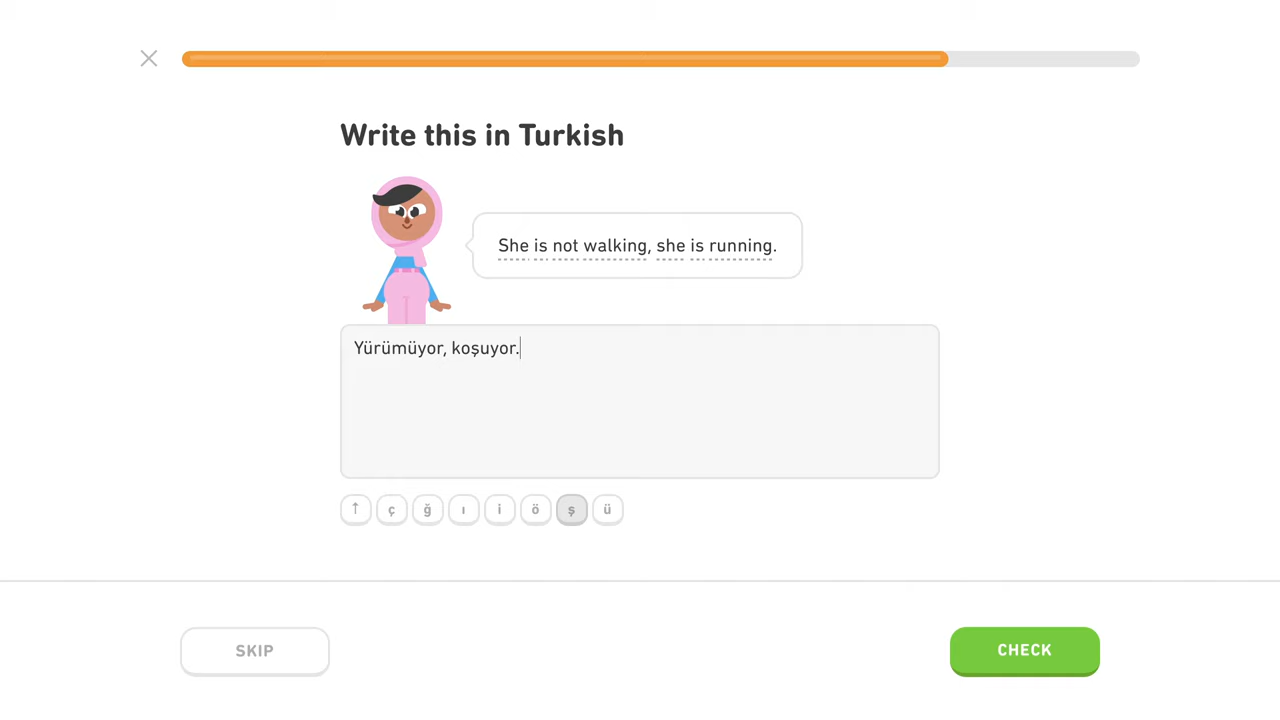 Write this in Turkish
She is not walking, she is running.
Yürümüyor, koşuyor.
↑ ç ğ ı i ö ş ü
SKIP
CHECK